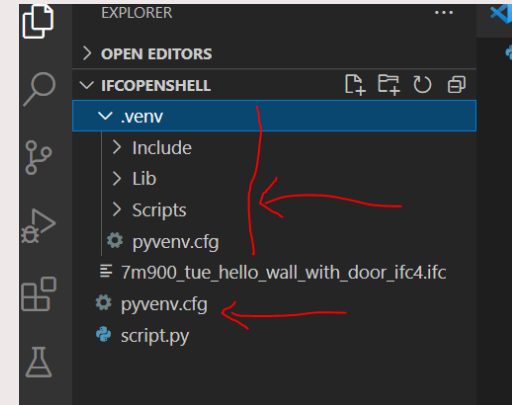 EXPLORER
OPEN EDITORS
IFCOPENSHELL
.venv
Include
Lib
Scripts
pyvenv.cfg
7m900_tue_hello_wall_with_door_ifc4.ifc
pyvenv.cfg
script.py